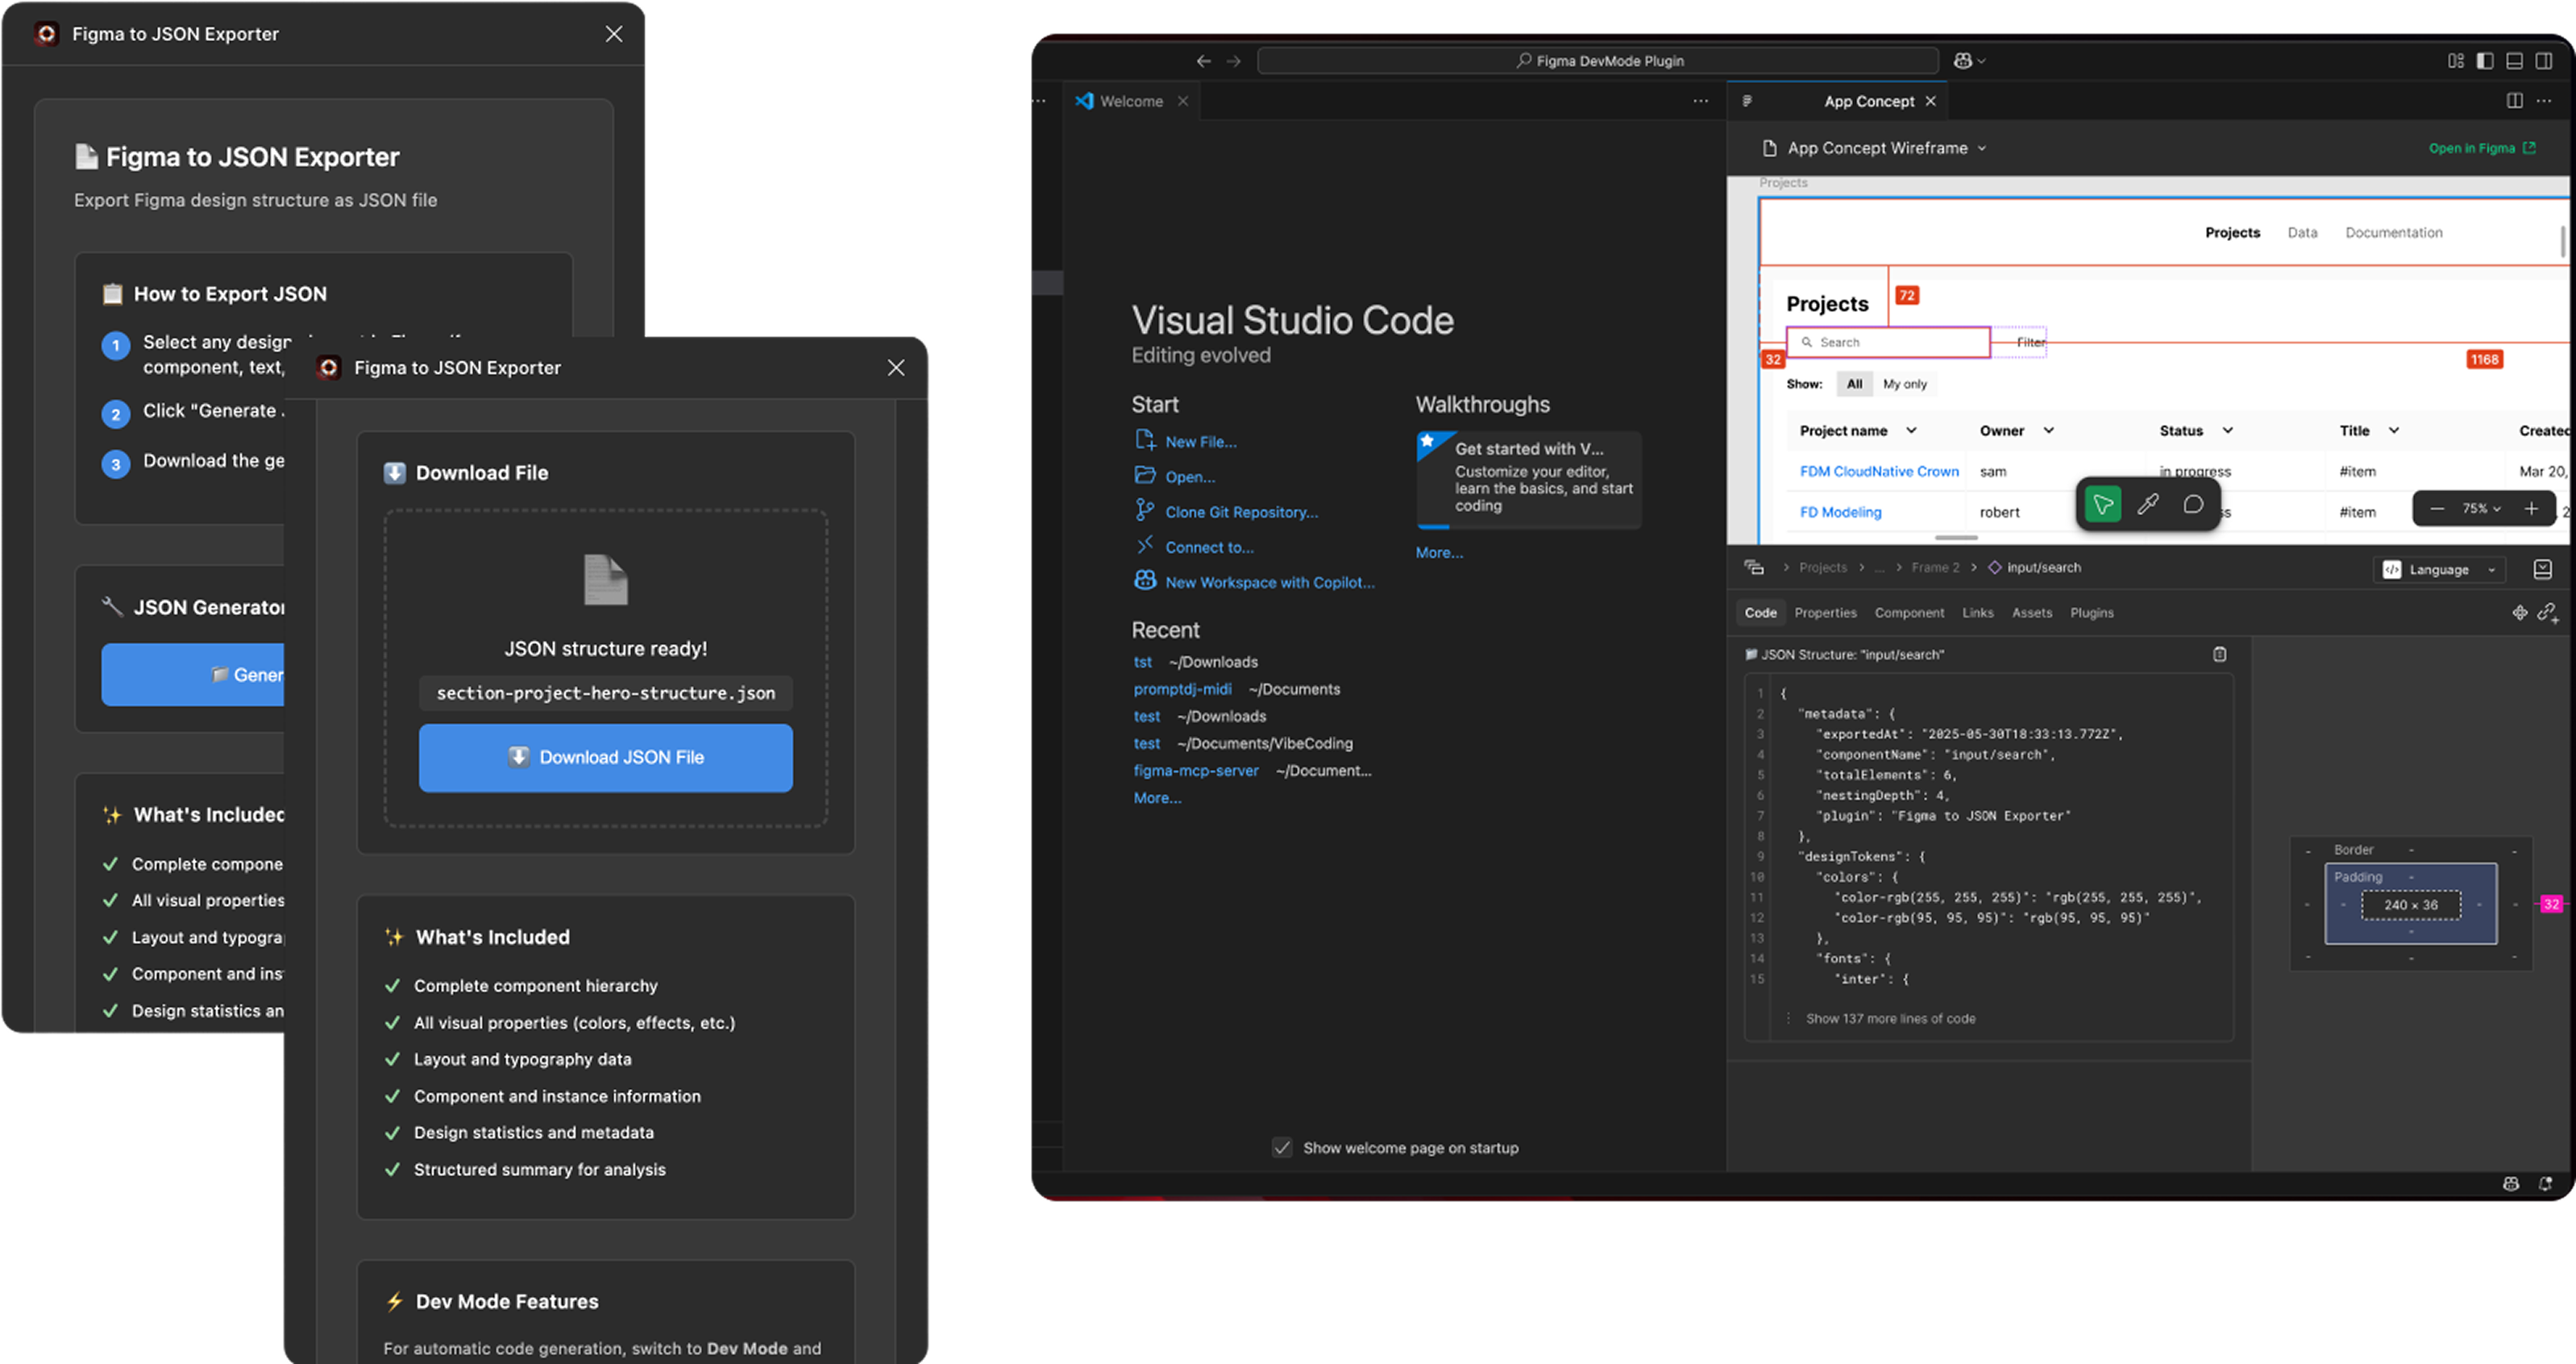 Figma to JSON Exporter
Figma to JSON Exporter
Export Figma design structure as JSON file
How to Export JSON
1 Select any design
component, text,
2 Click "Generate
3 Download the ge
JSON Generator
Gener
What's Included
Complete compone
All visual properties
Layout and typogra
Component and ins
Design statistics an
Figma to JSON Exporter
Download File
JSON structure ready!
section-project-hero-structure.json
Download JSON File
What's Included
Complete component hierarchy
All visual properties (colors, effects, etc.)
Layout and typography data
Component and instance information
Design statistics and metadata
Structured summary for analysis
Dev Mode Features
For automatic code generation, switch to Dev Mode and
Figma DevMode Plugin
Welcome
Visual Studio Code
Editing evolved
Start
New File...
Open...
Clone Git Repository...
Connect to...
New Workspace with Copilot...
Recent
tst ~/Downloads
promptdj-midi ~/Documents
test ~/Downloads
test ~/Documents/VibeCoding
figma-mcp-server ~/Document...
More...
Walkthroughs
Get started with V...
Customize your editor,
learn the basics, and start
coding
More...
Show welcome page on startup
App Concept
App Concept Wireframe
Open in Figma
Projects
Projects Data Documentation
Projects
72
Search
Filter
32
1168
Show: All My only
Project name Owner Status Title Created
FDM CloudNative Crown sam in progress #item Mar 20,
FD Modeling robert ss #item , 2
75%
Projects ... Frame 2 input/search
Language
Code Properties Component Links Assets Plugins
JSON Structure: "input/search"
1 {
2 "metadata": {
3 "exportedAt": "2025-05-30T18:33:13.772Z",
4 "componentName": "input/search",
5 "totalElements": 6,
6 "nestingDepth": 4,
7 "plugin": "Figma to JSON Exporter"
8 },
9 "designTokens": {
10 "colors": {
11 "color-rgb(255, 255, 255)": "rgb(255, 255, 255)",
12 "color-rgb(95, 95, 95)": "rgb(95, 95, 95)"
13 },
14 "fonts": {
15 "inter": {
Show 137 more lines of code
Border
Padding
240 × 36
32